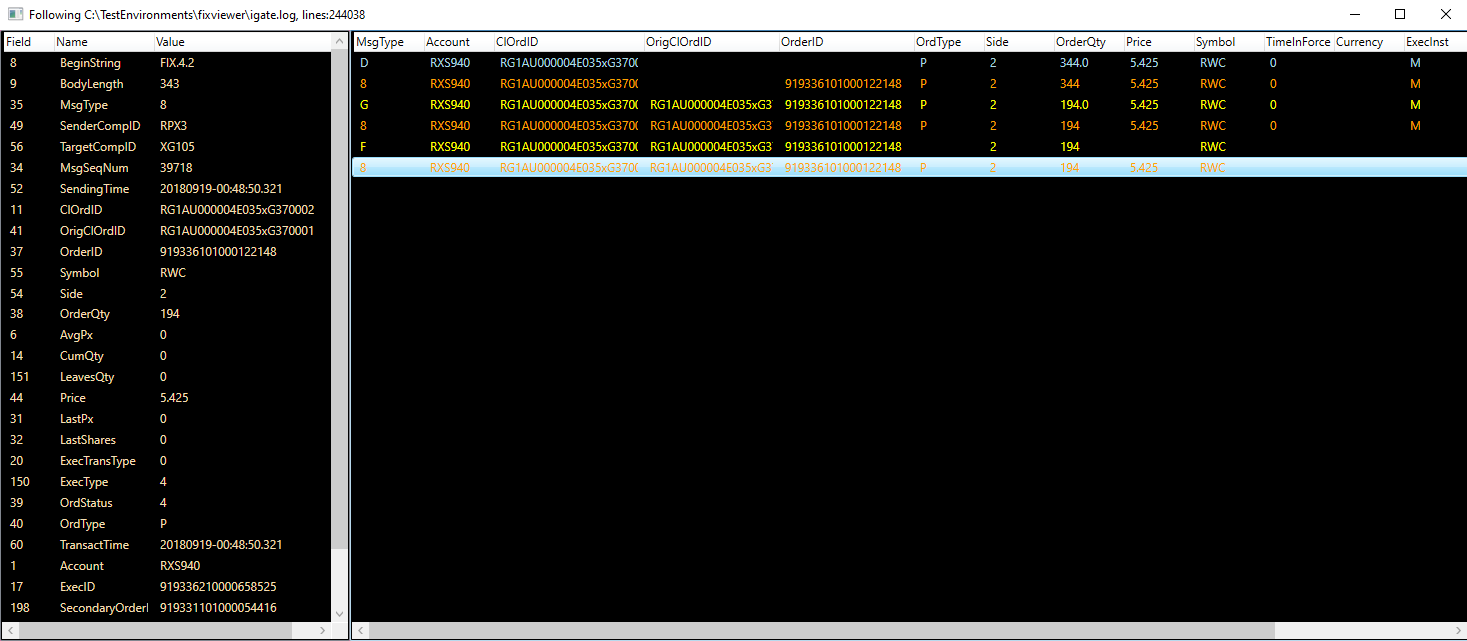 Following C:\TestEnvironments\fixviewer\igate.log, lines:244038
Field Name Value
8 BeginString FIX.4.2
9 BodyLength 343
35 MsgType 8
49 SenderCompID RPX3
56 TargetCompID XG105
34 MsgSeqNum 39718
52 SendingTime 20180919-00:48:50.321
11 ClOrdID RG1AU000004E035xG370002
41 OrigClOrdID RG1AU000004E035xG370001
37 OrderID 919336101000122148
55 Symbol RWC
54 Side 2
38 OrderQty 194
6 AvgPx 0
14 CumQty 0
151 LeavesQty 0
44 Price 5.425
31 LastPx 0
32 LastShares 0
20 ExecTransType 0
150 ExecType 4
39 OrdStatus 4
40 OrdType P
60 TransactTime 20180919-00:48:50.321
1 Account RXS940
17 ExecID 919336210000658525
198 SecondaryOrderI 919331101000054416
MsgType Account ClOrdID OrigClOrdID OrderID OrdType Side OrderQty Price Symbol TimeInForce Currency ExecInst
D RXS940 RG1AU000004E035xG370( P 2 344.0 5.425 RWC 0 M
8 RXS940 RG1AU000004E035xG370( 919336101000122148 P 2 344 5.425 RWC 0 M
G RXS940 RG1AU000004E035xG370( RG1AU000004E035xG3 919336101000122148 P 2 194.0 5.425 RWC 0 M
8 RXS940 RG1AU000004E035xG370( RG1AU000004E035xG3 919336101000122148 P 2 194 5.425 RWC 0 M
F RXS940 RG1AU000004E035xG370( RG1AU000004E035xG3 919336101000122148 2 194 RWC
8 RXS940 RG1AU000004E035xG370( RG1AU000004E035xG3 919336101000122148 P 2 194 5.425 RWC